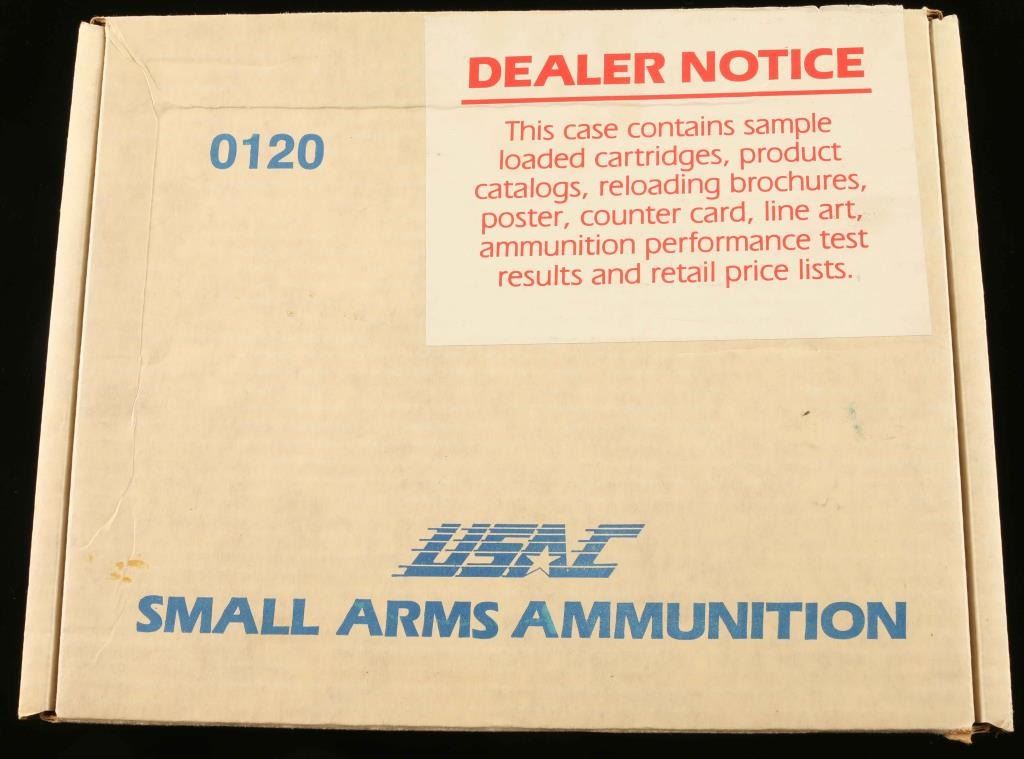 DEALER NOTICE
0120
This case contains sample
loaded cartridges, product
catalogs, reloading brochures,
poster, counter card, line art,
ammunition performance test
results and retail price lists.
USAC
SMALL ARMS AMMUNITION